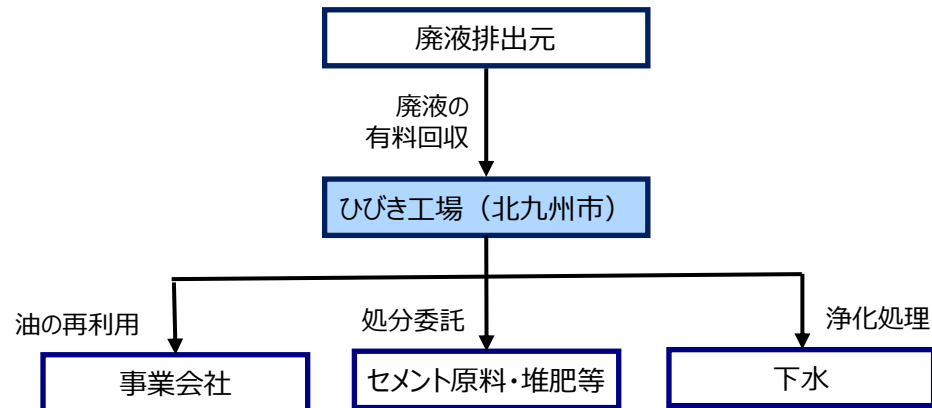 廃液排出元
廃液の
有料回収
ひびき工場（北九州市）
油の再利用
処分委託
浄化処理
事業会社
セメント原料・堆肥等
下水